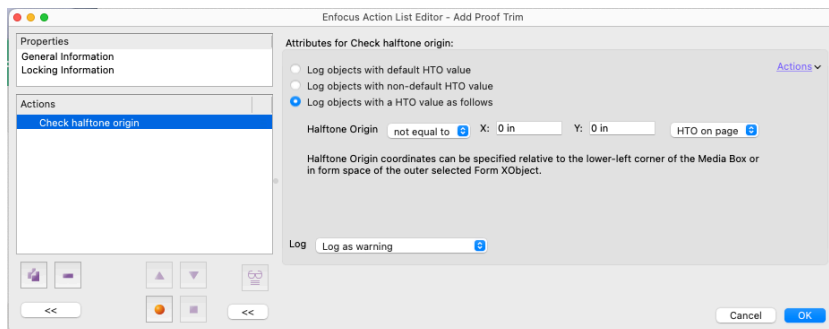 Enfocus Action List Editor - Add Proof Trim
Properties
General Information
Locking Information
Actions
Check halftone origin
<<
<<
Attributes for Check halftone origin:
Actions
Log objects with default HTO value
Log objects with non-default HTO value
Log objects with a HTO value as follows
Halftone Origin not equal to X: 0 in Y: 0 in HTO on page
Halftone Origin coordinates can be specified relative to the lower-left corner of the Media Box or
in form space of the outer selected Form XObject.
Log Log as warning
Cancel OK